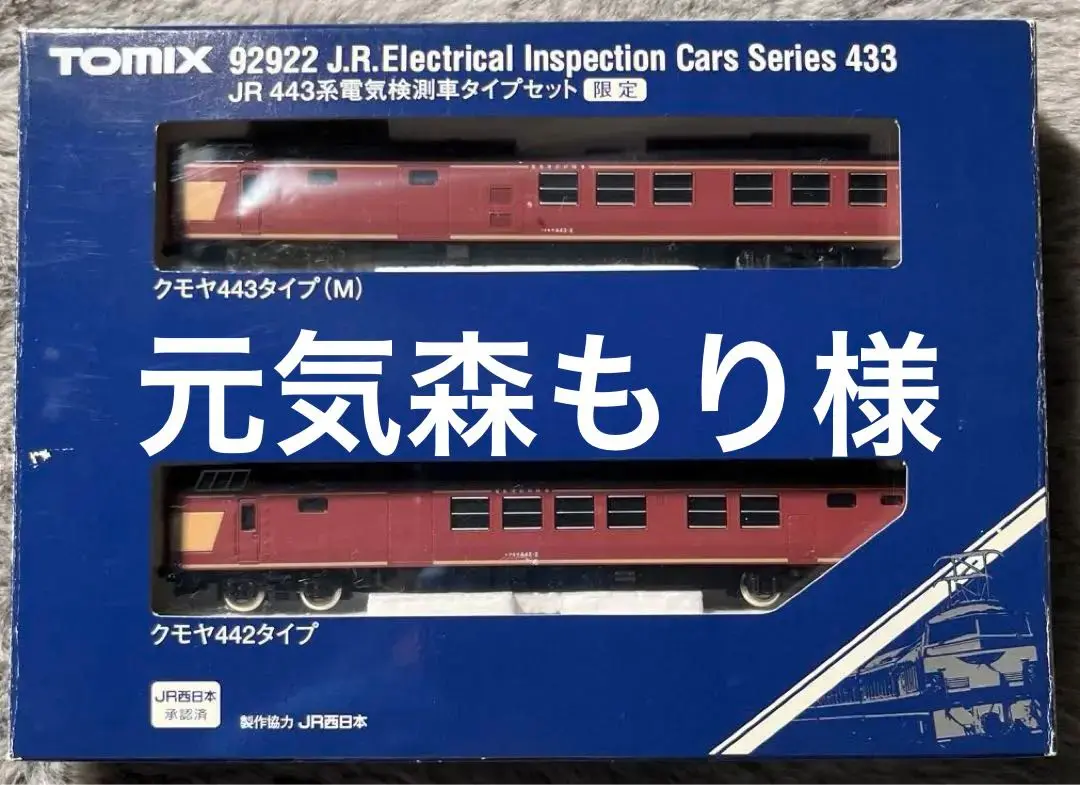 TOMIX 92922 J.R.Electrical Inspection Cars Series 433
JR 443系電気検測車タイプセット 限定
クモヤ443タイプ(M)
元気森もり様
クモヤ442タイプ
JR西日本
承認済
製作協力 JR西日本